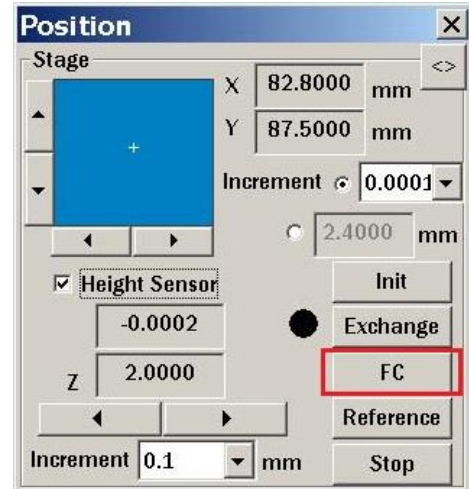 Position
Stage
<>
X 82.8000 mm
Y 87.5000 mm
Increment 0.0001
2.4000 mm
Height Sensor
Init
-0.0002
Exchange
Z 2.0000
FC
Reference
Increment 0.1 mm
Stop